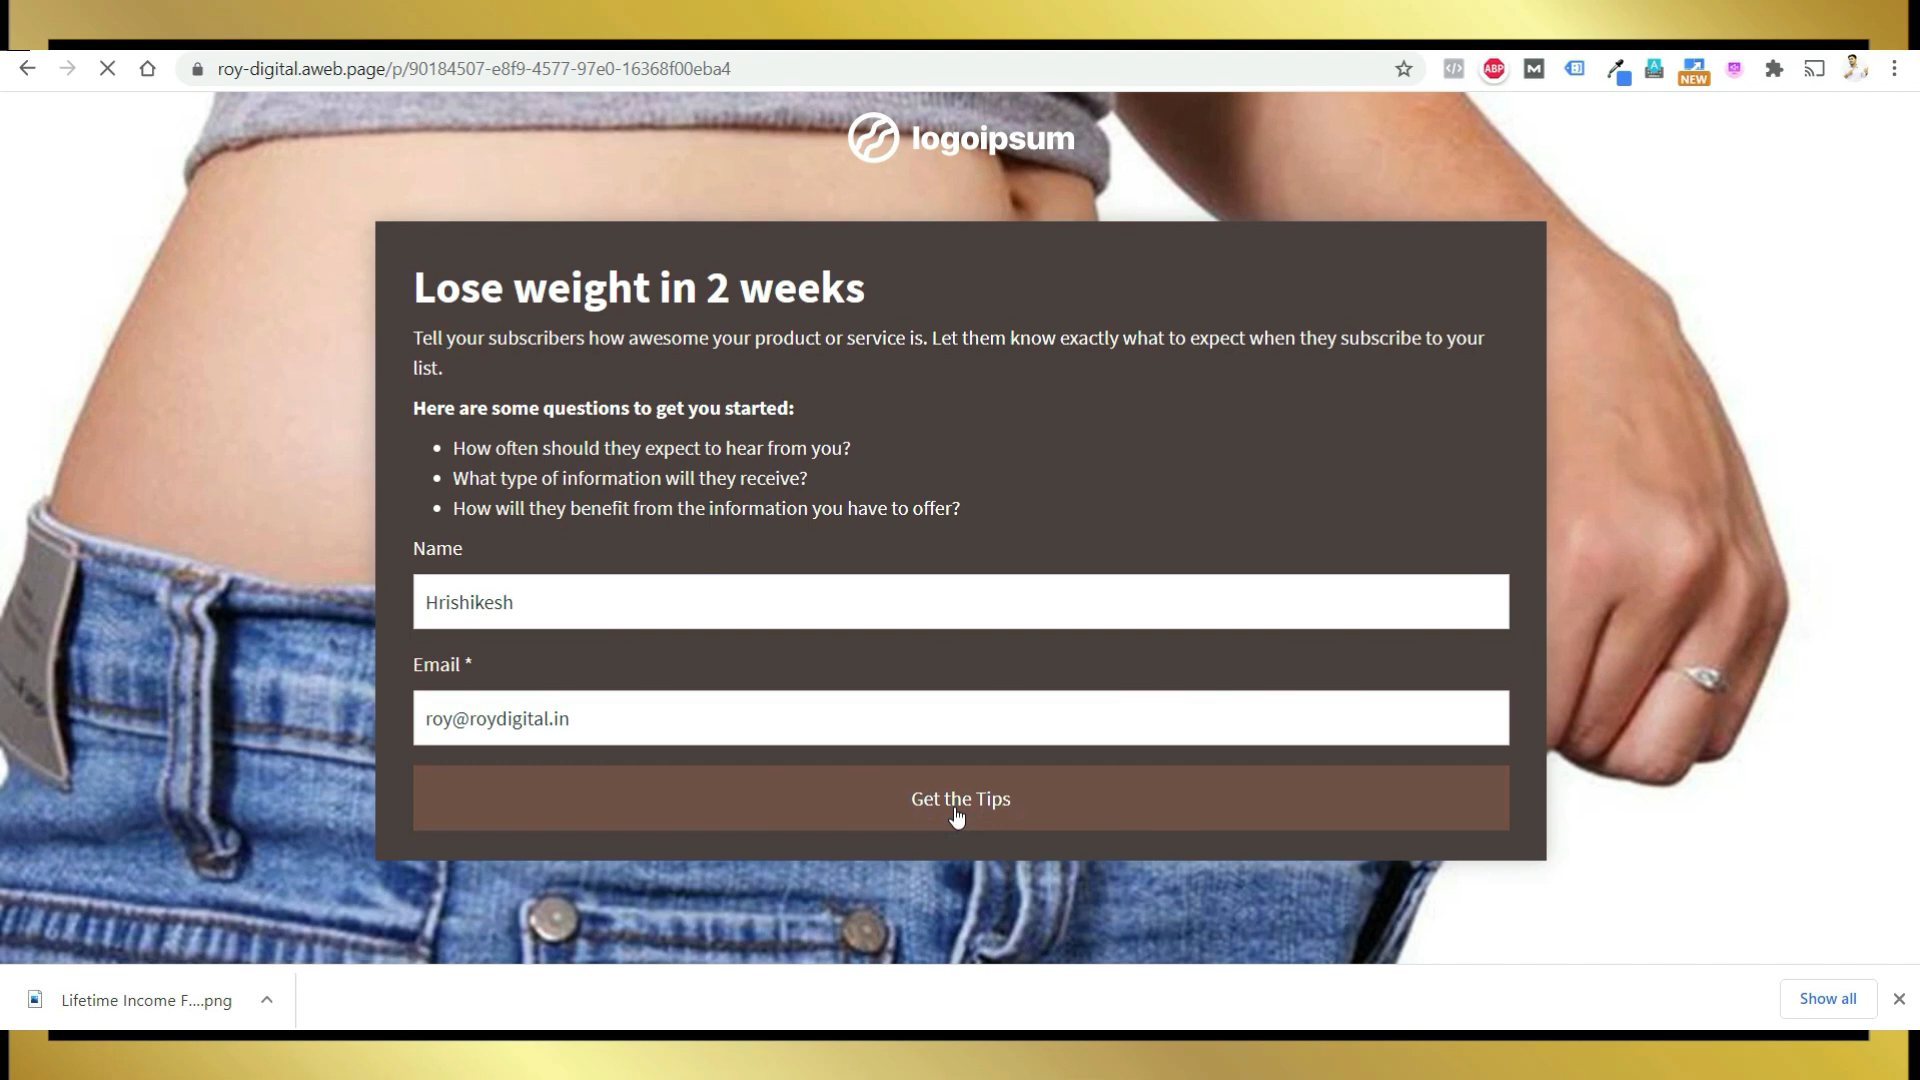 roy-digital.aweb.page/p/90184507-e8f9-4577-97e0-16368f00eba4
ABP
M
NEW
logoipsum
Lose weight in 2 weeks
Tell your subscribers how awesome your product or service is. Let them know exactly what to expect when they subscribe to your
list.
Here are some questions to get you started:
• How often should they expect to hear from you?
• What type of information will they receive?
• How will they benefit from the information you have to offer?
Name
Hrishikesh
Email *
roy@roydigital.in
Get the Tips
Lifetime Income F....png
Show all